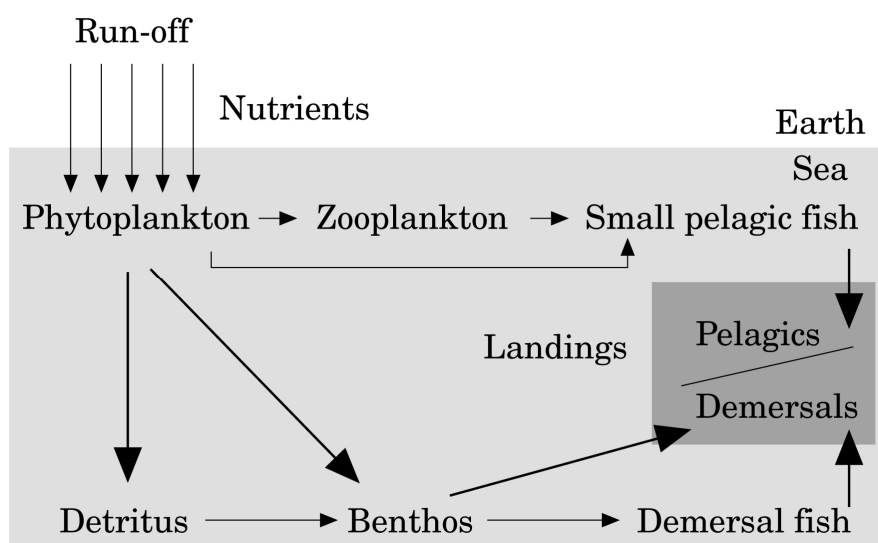 Run-off
Nutrients
Earth
Sea
Phytoplankton
Zooplankton
Small pelagic fish
Landings
Pelagics
Demersals
Detritus
Benthos
Demersal fish